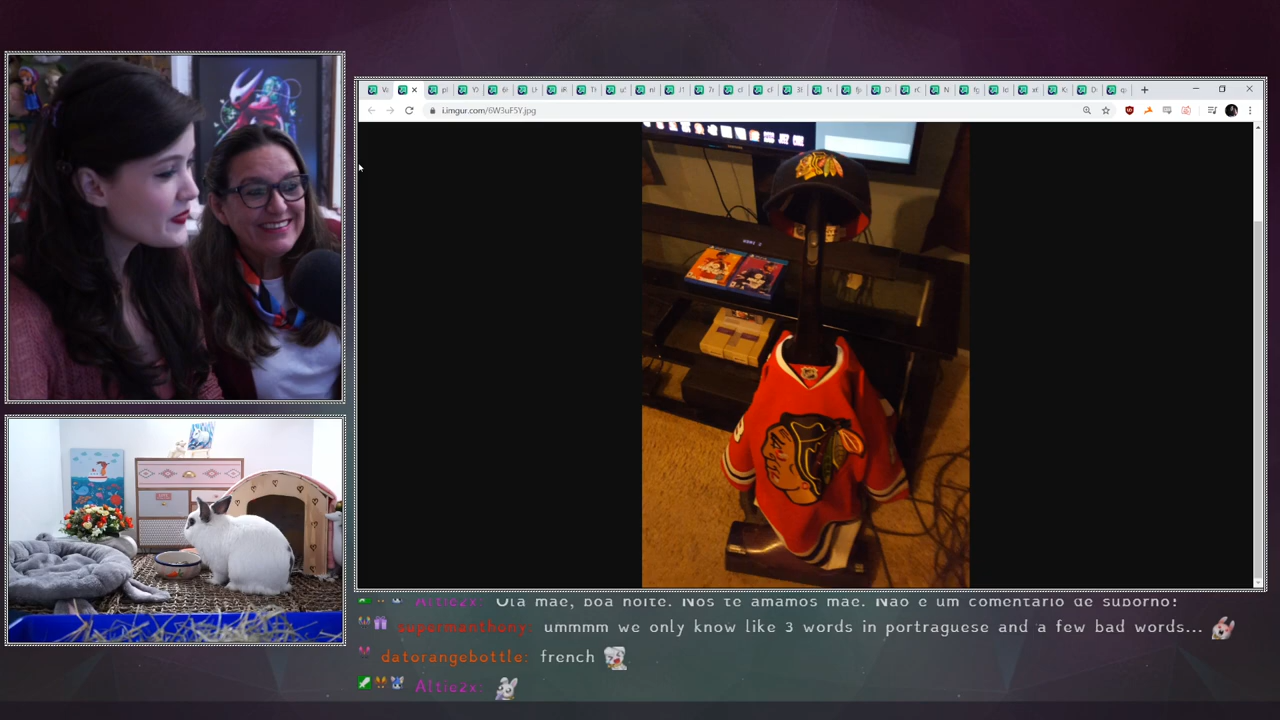 i.imgur.com/6W3uF5Y.jpg
Altie2x: Olá mãe, boa noite. Nós te amamos mãe. Não é um comentário de suborno!
supermanthony: ummmm we only know like 3 words in portraguese and a few bad words...
datorangebottle: french
Altie2x: